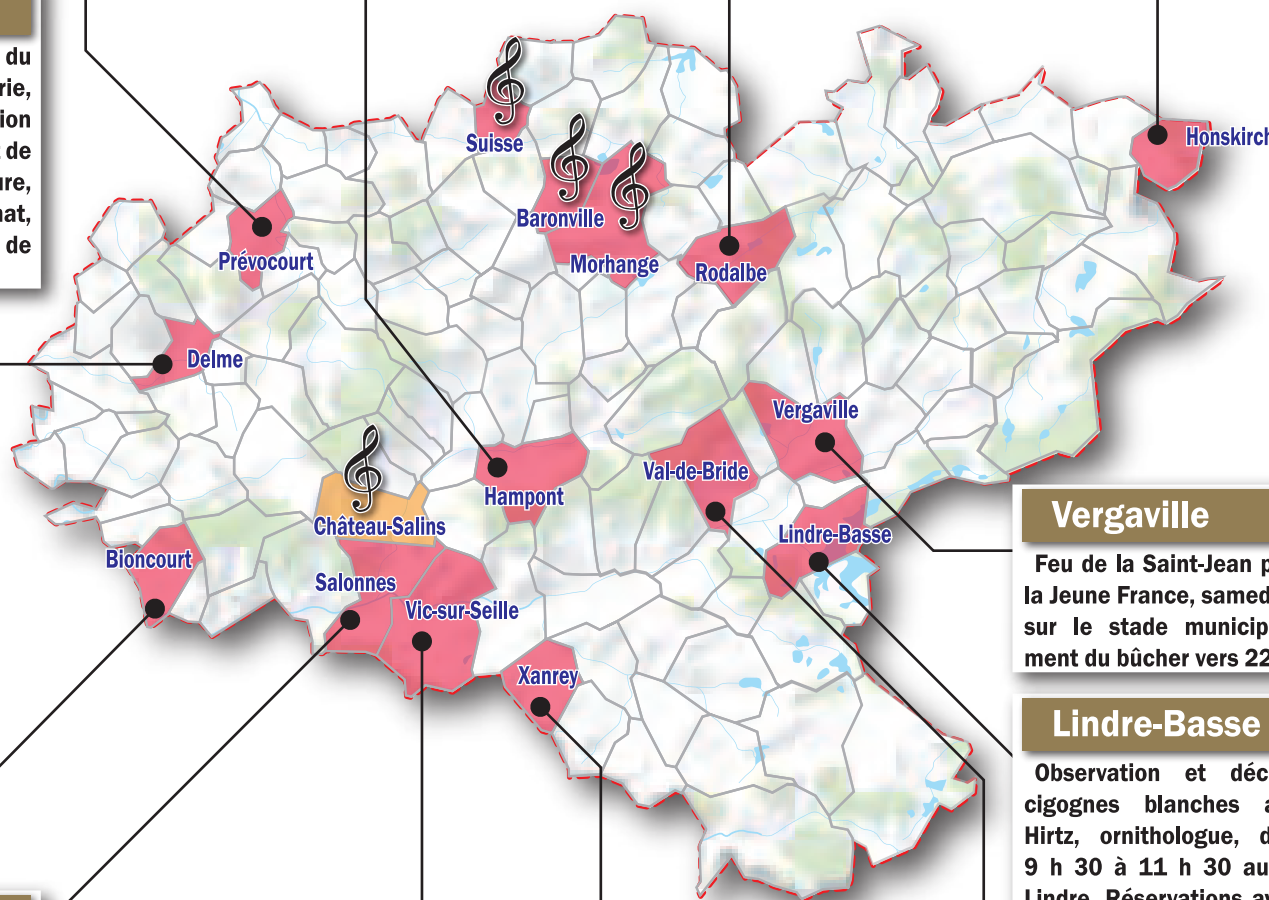 du
rie,
ion
de
ure,
nat,
de
Suisse
Honskirch
Baronville
Morhange
Prévocourt
Rodalbe
Delme
Vergaville
Val-de-Bride
Hampont
Château-Salins
Lindre-Basse
Bioncourt
Salonnes
Vic-sur-Seille
Xanrey
Vergaville
Feu de la Saint-Jean p
la Jeune France, samed
sur le stade municip
ment du bûcher vers 22
Lindre-Basse
Observation et déc
cigognes blanches a
Hirtz, ornithologue, d
9 h 30 à 11 h 30 au
Lindre. Réservations av